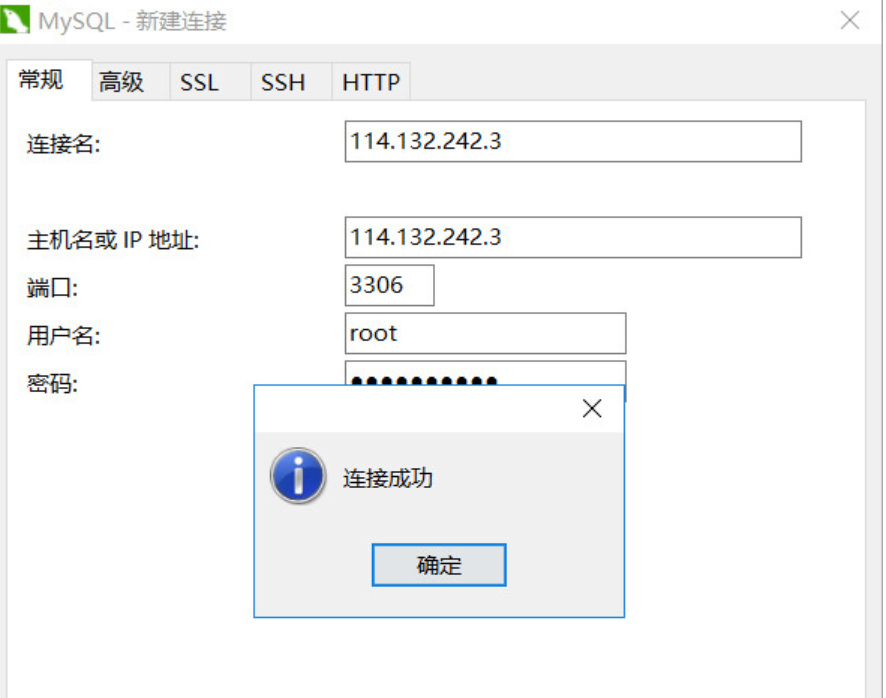 MySQL - 新建连接
常规 高级 SSL SSH HTTP
连接名: 114.132.242.3
主机名或 IP 地址: 114.132.242.3
端口: 3306
用户名: root
密码: ●●●●●●●●●●
连接成功
确定